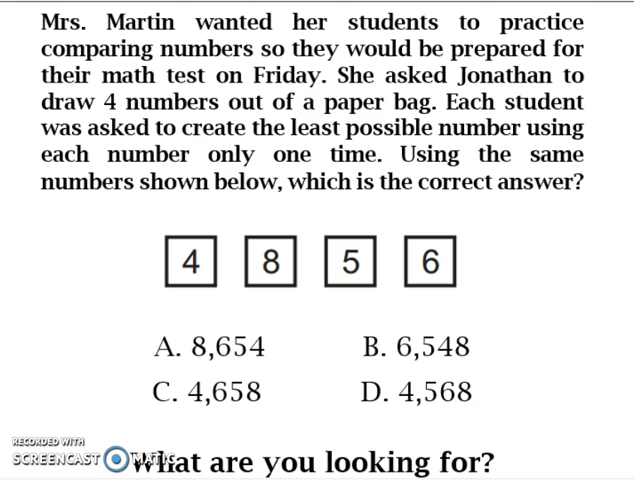 Mrs. Martin wanted her students to practice
comparing numbers so they would be prepared for
their math test on Friday. She asked Jonathan to
draw 4 numbers out of a paper bag. Each student
was asked to create the least possible number using
each number only one time. Using the same
numbers shown below, which is the correct answer?
4 8 5 6
A. 8,654 B. 6,548
C. 4,658 D. 4,568
RECORDED WITH
SCREENCAST MATIC
What are you looking for?